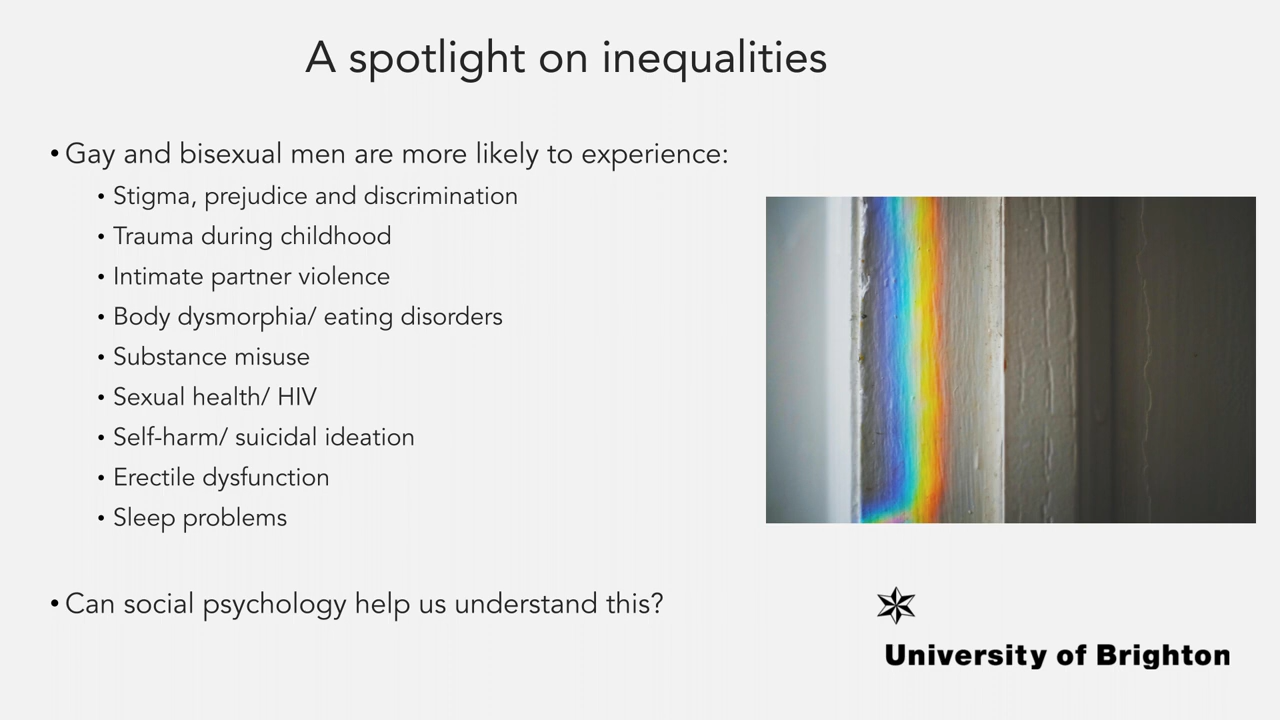 A spotlight on inequalities
• Gay and bisexual men are more likely to experience:
• Stigma, prejudice and discrimination
• Trauma during childhood
• Intimate partner violence
• Body dysmorphia/ eating disorders
• Substance misuse
• Sexual health/ HIV
• Self-harm/ suicidal ideation
• Erectile dysfunction
• Sleep problems
• Can social psychology help us understand this?
University of Brighton